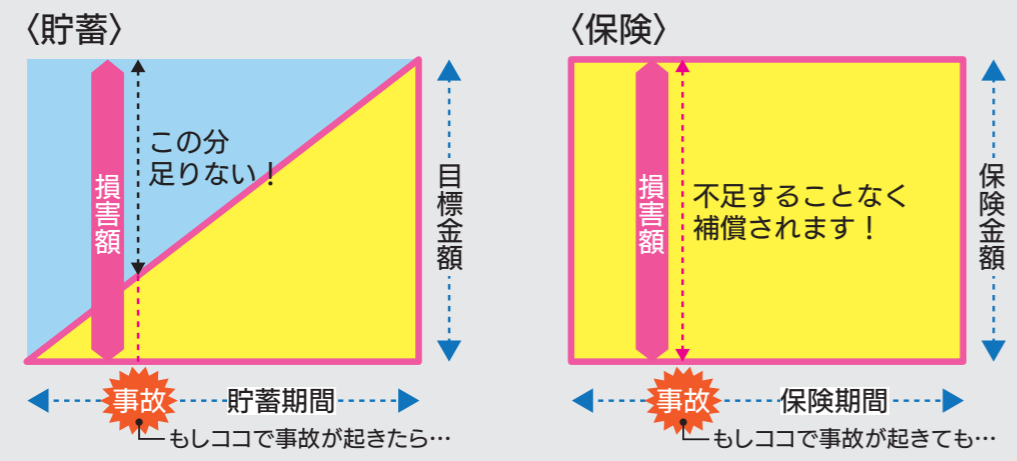 〈貯蓄〉
この分
足りない！
損害額
目標金額
事故
貯蓄期間
もしココで事故が起きたら…
〈保険〉
損害額
不足することなく
補償されます！
保険金額
事故
保険期間
もしココで事故が起きても…